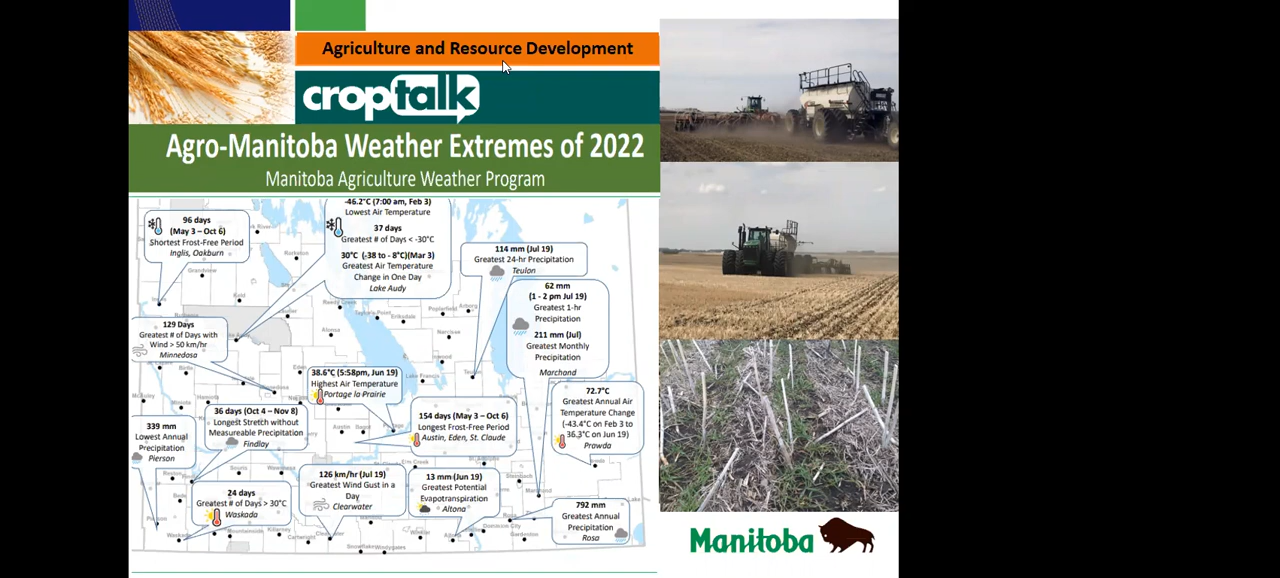 Agriculture and Resource Development
croptalk
Agro-Manitoba Weather Extremes of 2022
Manitoba Agriculture Weather Program
96 days
(May 3 – Oct 6)
Shortest Frost-Free Period
Inglis, Oakburn
-46.2°C (7:00 am, Feb 3)
Lowest Air Temperature
37 days
Greatest # of Days < -30°C
30°C (-38 to - 8°C)(Mar 3)
Greatest Air Temperature
Change in One Day
Lake Audy
114 mm (Jul 19)
Greatest 24-hr Precipitation
Teulon
62 mm
(1 - 2 pm Jul 19)
Greatest 1-hr
Precipitation
211 mm (Jul)
Greatest Monthly
Precipitation
Marchand
129 Days
Greatest # of Days with
Wind > 50 km/hr
Minnedosa
38.6°C (5:58pm, Jun 19)
Highest Air Temperature
Portage la Prairie
72.7°C
Greatest Annual Air
Temperature Change
(-43.4°C on Feb 3 to
36.3°C on Jun 19)
Prawda
36 days (Oct 4 – Nov 8)
Longest Stretch without
Measureable Precipitation
Findlay
154 days (May 3 – Oct 6)
Longest Frost-Free Period
Austin, Eden, St. Claude
339 mm
Lowest Annual
Precipitation
Pierson
24 days
Greatest # of Days > 30°C
Waskada
126 km/hr (Jul 19)
Greatest Wind Gust in a
Day
Clearwater
13 mm (Jun 19)
Greatest Potential
Evapotranspiration
Altona
792 mm
Greatest Annual
Precipitation
Rosa
Manitoba